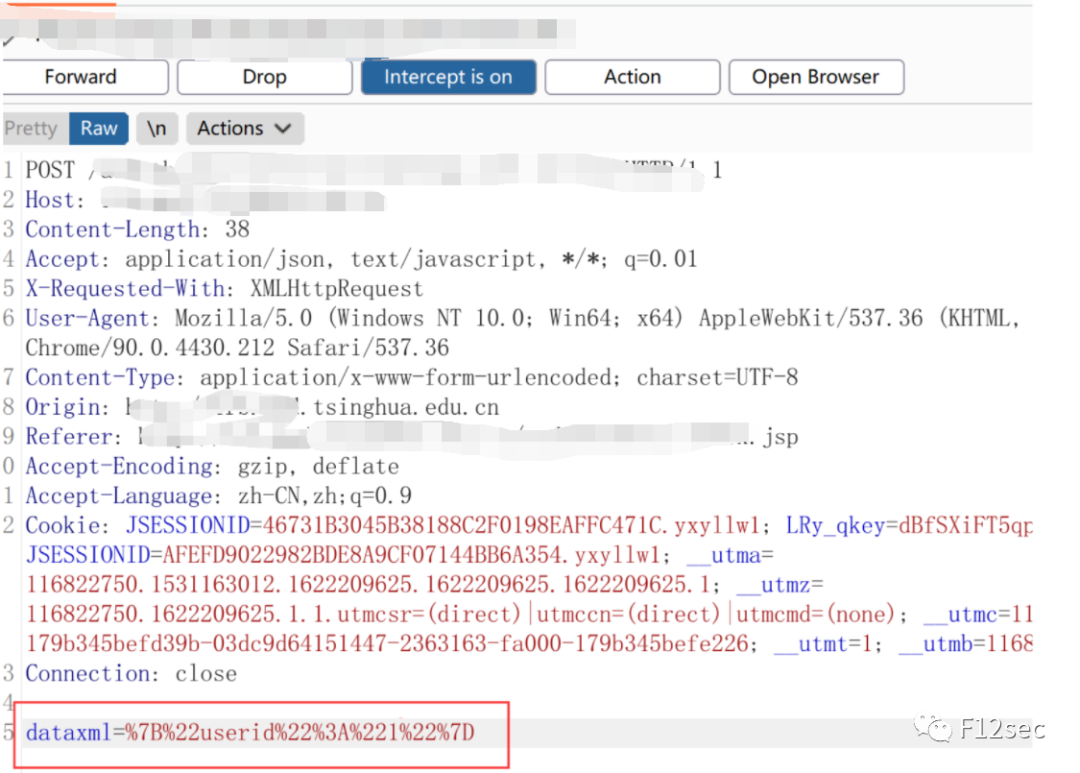 Forward Drop Intercept is on Action Open Browser
Pretty Raw \n Actions
1 POST / HTTP/1.1
2 Host:
3 Content-Length: 38
4 Accept: application/json, text/javascript, */*; q=0.01
5 X-Requested-With: XMLHttpRequest
6 User-Agent: Mozilla/5.0 (Windows NT 10.0; Win64; x64) AppleWebKit/537.36 (KHTML,
Chrome/90.0.4430.212 Safari/537.36
7 Content-Type: application/x-www-form-urlencoded; charset=UTF-8
8 Origin: .tsinghua.edu.cn
9 Referer: .jsp
0 Accept-Encoding: gzip, deflate
1 Accept-Language: zh-CN,zh;q=0.9
2 Cookie: JSESSIONID=46731B3045B38188C2F0198EAFFC471C.yxyllw1; LRy_qkey=dBfSXiFT5qp
JSESSIONID=AFEFD9022982BDE8A9CF07144BB6A354.yxyllw1; __utma=
116822750.1531163012.1622209625.1622209625.1622209625.1; __utmz=
116822750.1622209625.1.1.utmcsr=(direct)|utmccn=(direct)|utmcmd=(none); __utmc=11
179b345befd39b-03dc9d64151447-2363163-fa000-179b345befe226; __utmt=1; __utmb=1168
3 Connection: close
4
5 dataxml=%7B%22userid%22%3A%221%22%7D
F12sec